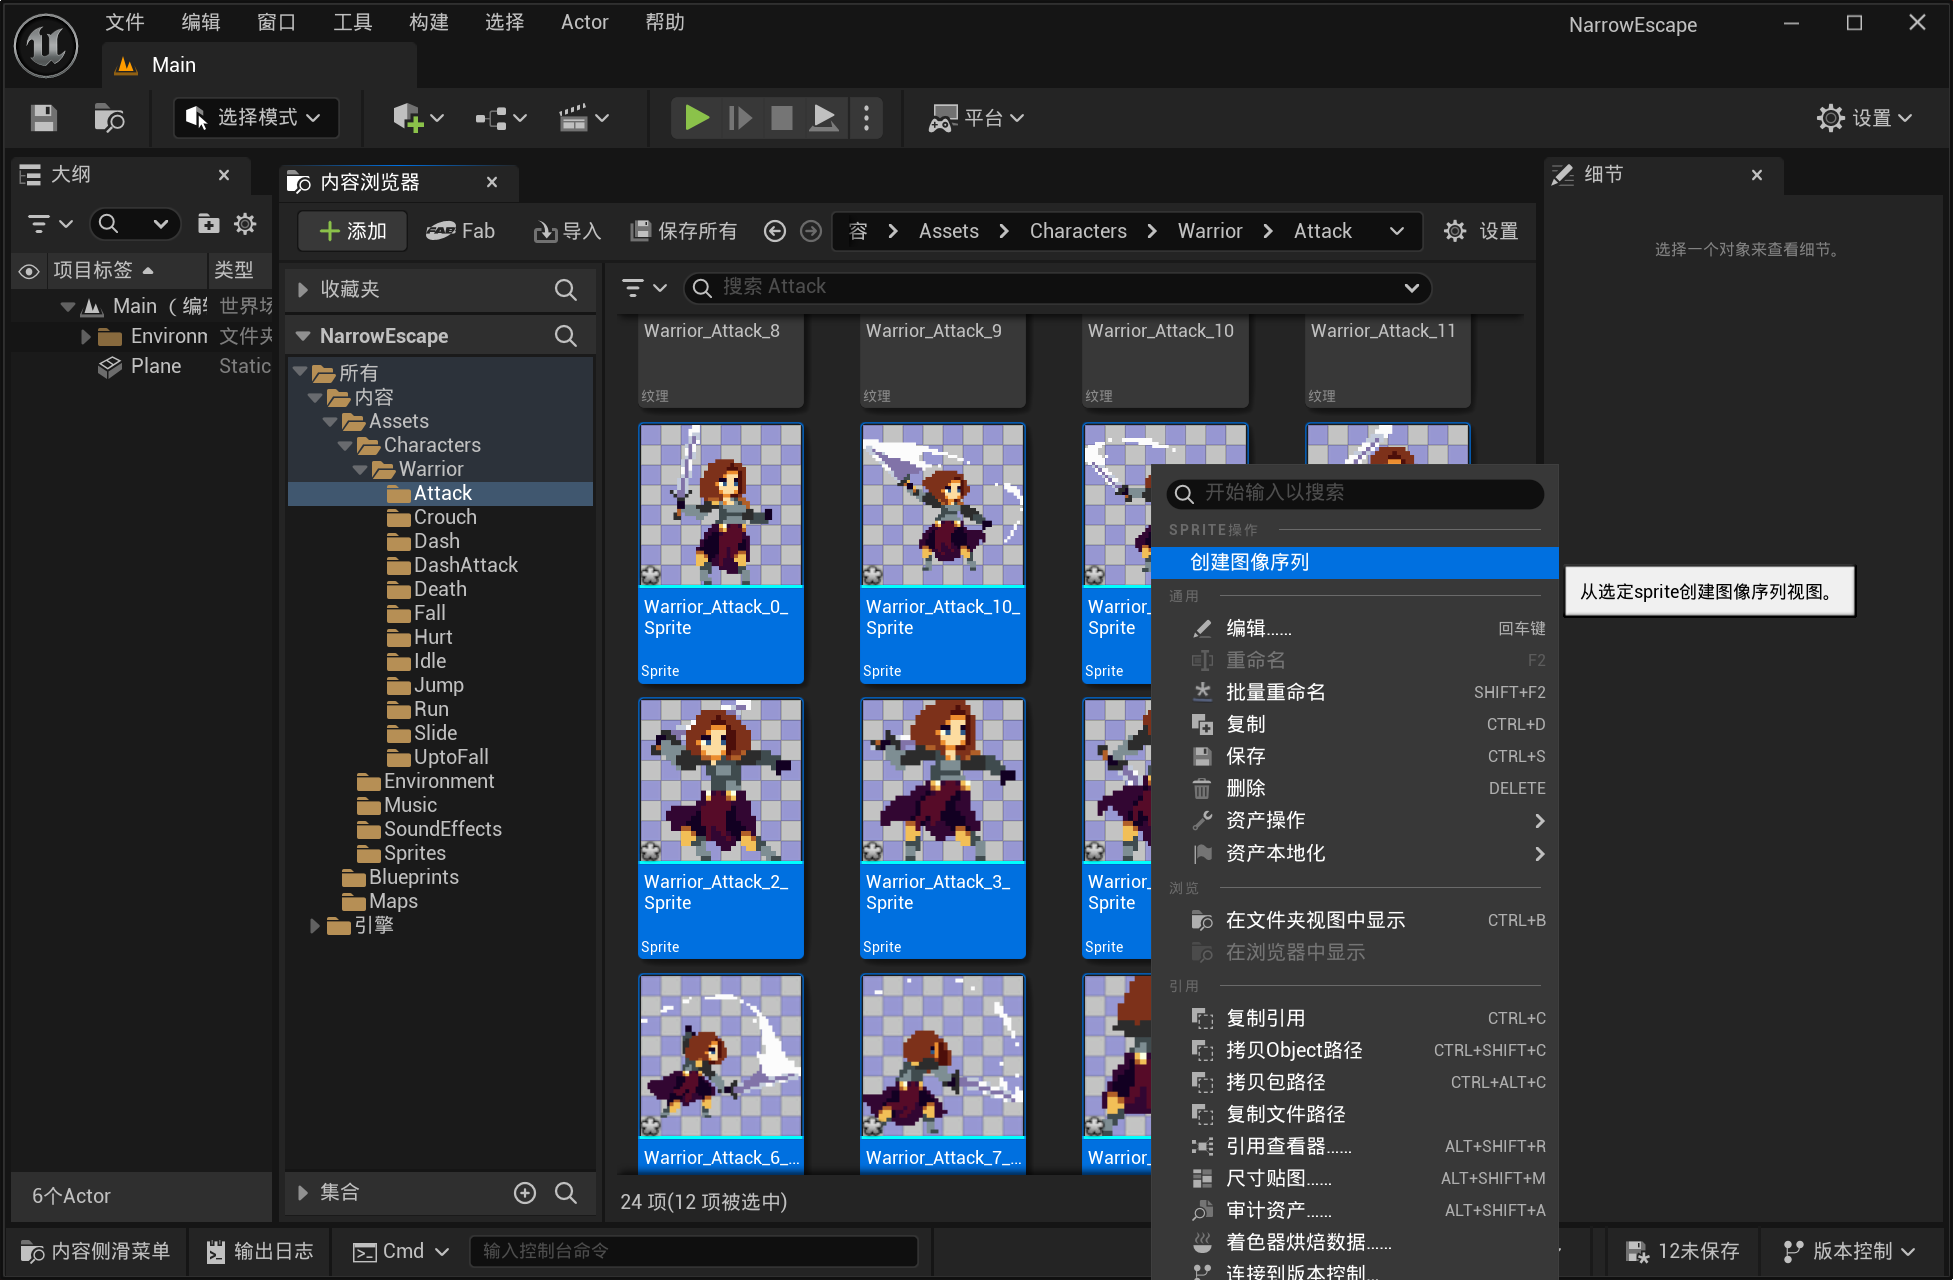 文件 编辑 窗口 工具 构建 选择 Actor 帮助
NarrowEscape
Main
选择模式
平台
设置
大纲
内容浏览器
细节
添加 Fab 导入 保存所有
容 Assets Characters Warrior Attack
设置
项目标签 类型
Main （编
世界场
Environm
文件夹
Plane
Static
收藏夹
NarrowEscape
所有
内容
Assets
Characters
Warrior
Attack
Crouch
Dash
DashAttack
Death
Fall
Hurt
Idle
Jump
Run
Slide
UptoFall
Environment
Music
SoundEffects
Sprites
Blueprints
Maps
引擎
集合
搜索 Attack
Warrior_Attack_8
Warrior_Attack_9
Warrior_Attack_10
Warrior_Attack_11
纹理
纹理
纹理
纹理
Warrior_Attack_0_
Sprite
Sprite
Warrior_Attack_10_
Sprite
Sprite
Warrior_
Sprite
Sprite
Warrior_Attack_2_
Sprite
Sprite
Warrior_Attack_3_
Sprite
Sprite
Warrior_
Sprite
Sprite
Warrior_Attack_6_...
Warrior_Attack_7_...
Warrior_
24 项(12 项被选中)
选择一个对象来查看细节。
开始输入以搜索
SPRITE操作
创建图像序列
从选定sprite创建图像序列视图。
通用
编辑…… 回车键
重命名 F2
批量重命名 SHIFT+F2
复制 CTRL+D
保存 CTRL+S
删除 DELETE
资产操作
资产本地化
浏览
在文件夹视图中显示 CTRL+B
在浏览器中显示
引用
复制引用 CTRL+C
拷贝Object路径 CTRL+SHIFT+C
拷贝包路径 CTRL+ALT+C
复制文件路径
引用查看器…… ALT+SHIFT+R
尺寸贴图…… ALT+SHIFT+M
审计资产…… ALT+SHIFT+A
着色器烘焙数据……
连接到版本控制...
6个Actor
内容侧滑菜单 输出日志 Cmd 输入控制台命令
12未保存 版本控制